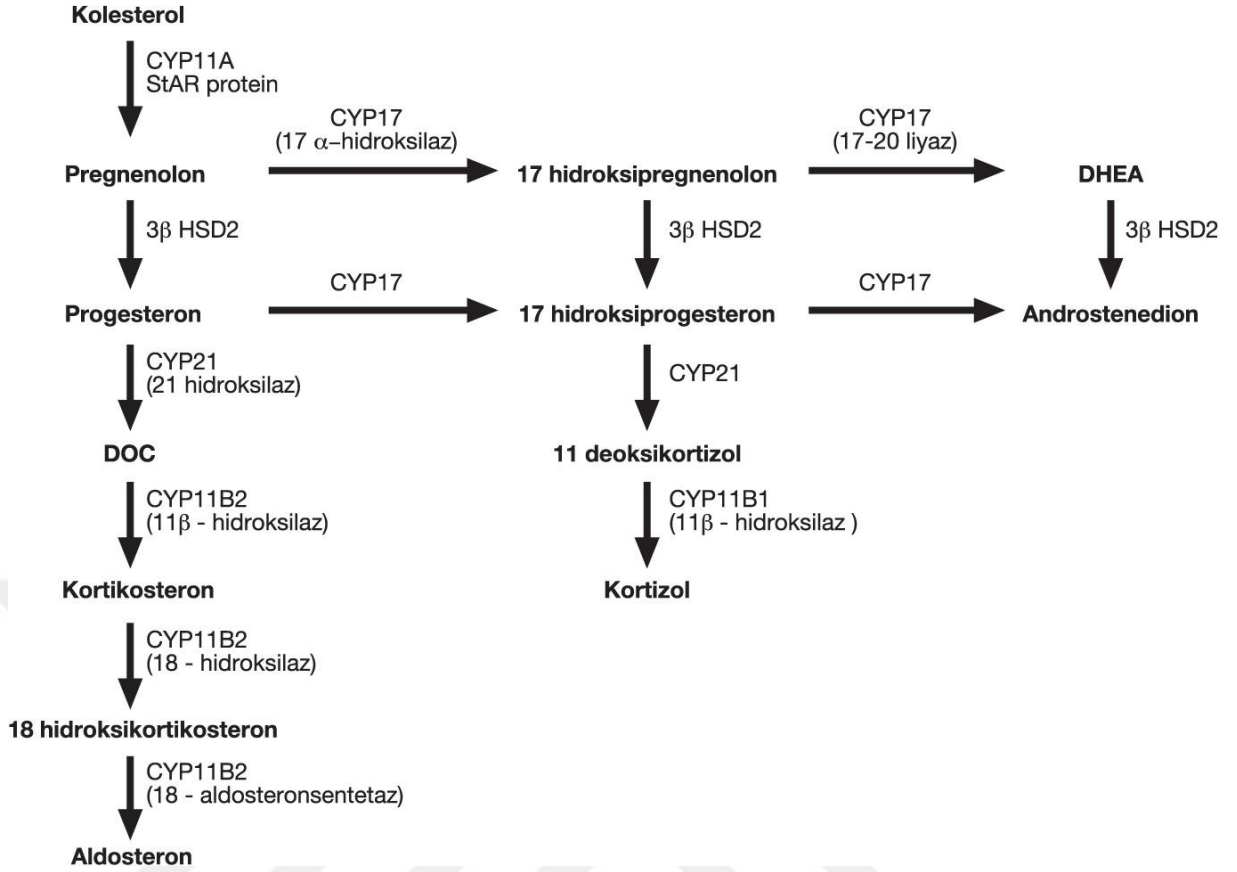 Kolesterol
CYP11A
StAR protein
CYP17
(17 α–hidroksilaz)
CYP17
(17-20 liyaz)
Pregnenolon
17 hidroksipregnenolon
DHEA
3β HSD2
3β HSD2
3β HSD2
CYP17
CYP17
Progesteron
17 hidroksiprogesteron
Androstenedion
CYP21
(21 hidroksilaz)
CYP21
DOC
11 deoksikortizol
CYP11B2
(11β - hidroksilaz)
CYP11B1
(11β - hidroksilaz )
Kortikosteron
Kortizol
CYP11B2
(18 - hidroksilaz)
18 hidroksikortikosteron
CYP11B2
(18 - aldosteronsentetaz)
Aldosteron